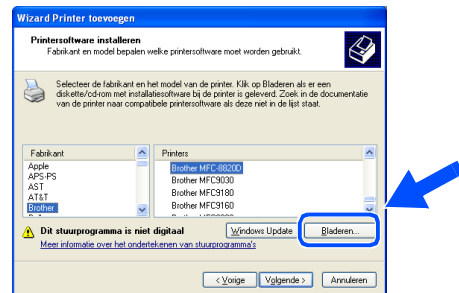 Wizard Printer toevoegen
Printersoftware installeren
Fabrikant en model bepalen welke printersoftware moet worden gebruikt.
Selecteer de fabrikant en het model van de printer. Klik op Bladeren als er een
diskette/cd-rom met installatiesoftware bij de printer is geleverd. Zoek in de documentatie
van de printer naar compatibele printersoftware als deze niet in de lijst staat.
Fabrikant
Apple
APS-PS
AST
AT&T
Brother
Printers
Brother MFC-8820D
Brother MFC9030
Brother MFC9180
Brother MFC9160
Dit stuurprogramma is niet digitaal
Meer informatie over het ondertekenen van stuurprogramma's
Windows Update
Bladeren...
< Vorige
Volgende >
Annuleren